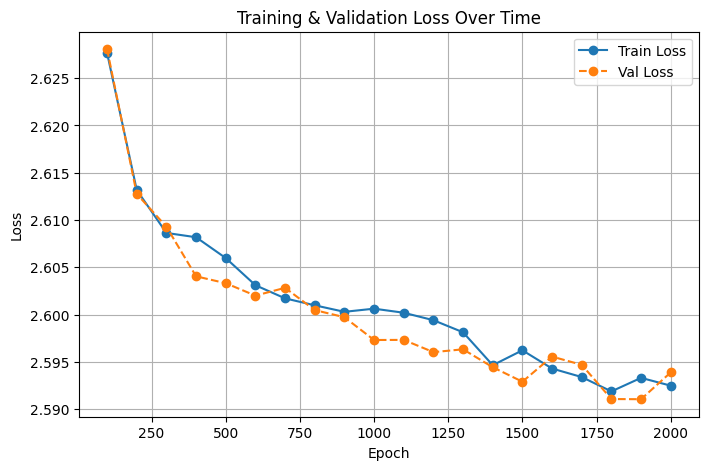 Training & Validation Loss Over Time
Train Loss
Val Loss
Loss
2.625
2.620
2.615
2.610
2.605
2.600
2.595
2.590
250 500 750 1000 1250 1500 1750 2000
Epoch